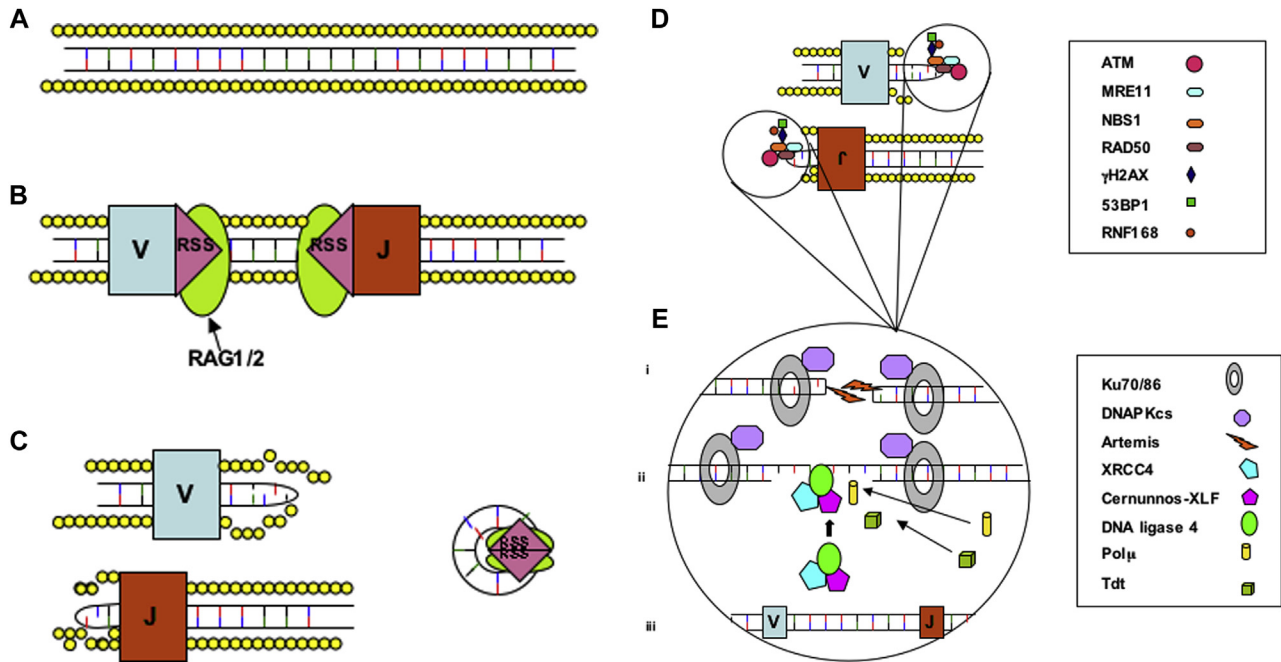 A
B
V
RSS
RSS
J
RAG1/2
C
V
J
RSS
RSS
D
V
J
ATM
MRE11
NBS1
RAD50
γH2AX
53BP1
RNF168
E
i
ii
iii
V
J
Ku70/86
DNAPKcs
Artemis
XRCC4
Cernunnos-XLF
DNA ligase 4
Polμ
Tdt